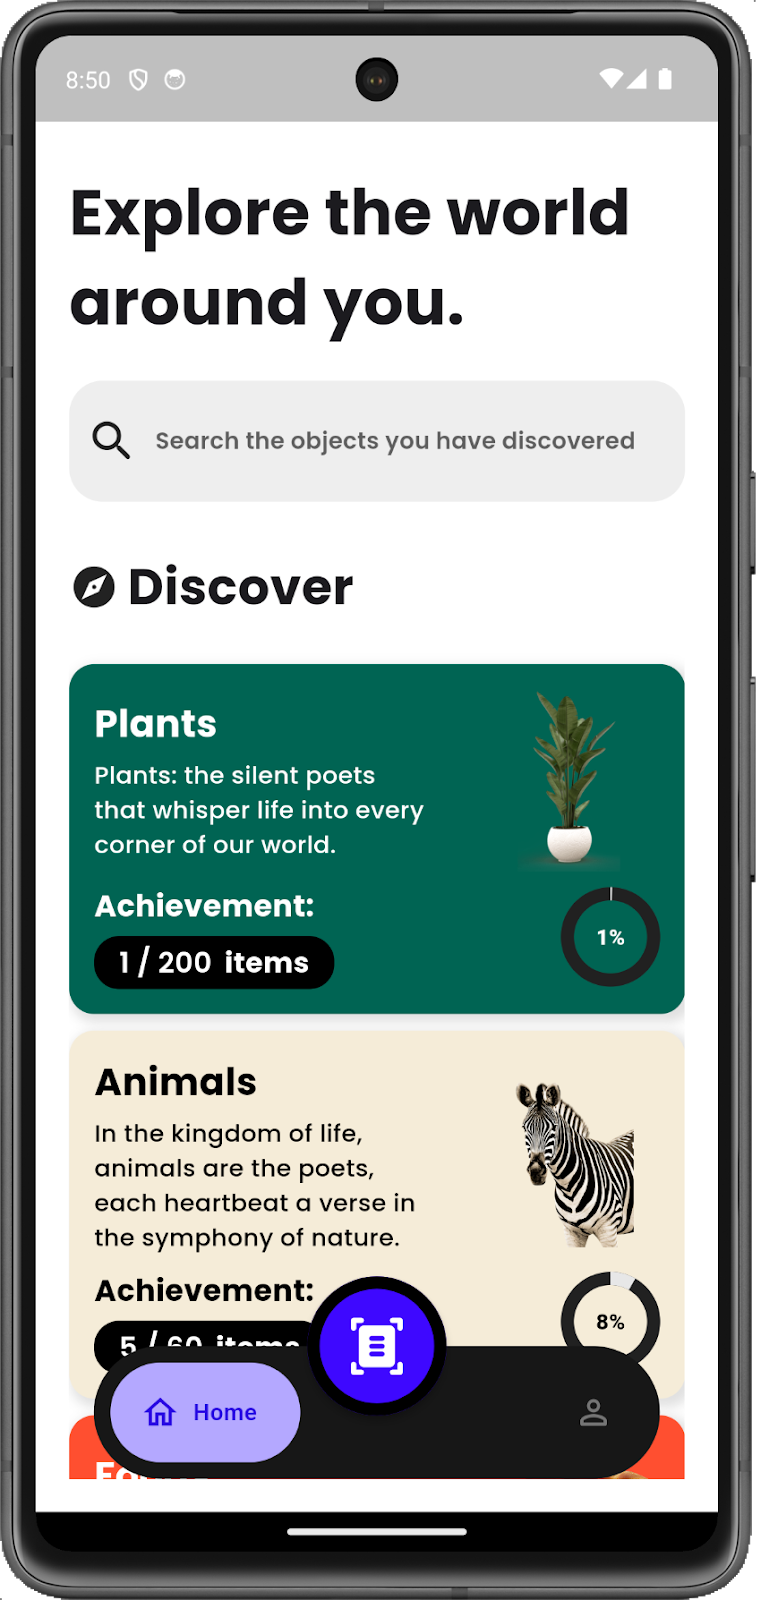 8:50
Explore the world
around you.
Search the objects you have discovered
Discover
Plants
Plants: the silent poets
that whisper life into every
corner of our world.
Achievement:
1 / 200 items
1%
Animals
In the kingdom of life,
animals are the poets,
each heartbeat a verse in
the symphony of nature.
Achievement:
5 / 60 items
8%
Home